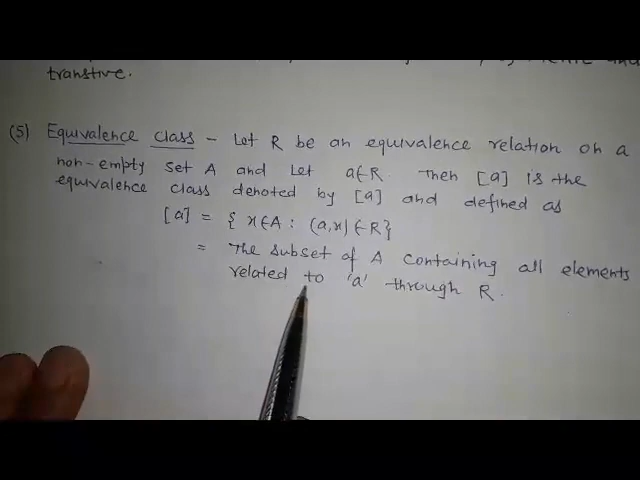 transtive.
(5) Equivalence class - Let R be an equivalence relation on a
non-empty set A and Let a∈R. Then [a] is the
equivalence class denoted by [a] and defined as
[a] = { x∈A : (a,x)∈R}
= The subset of A containing all elements
related to 'a' through R.